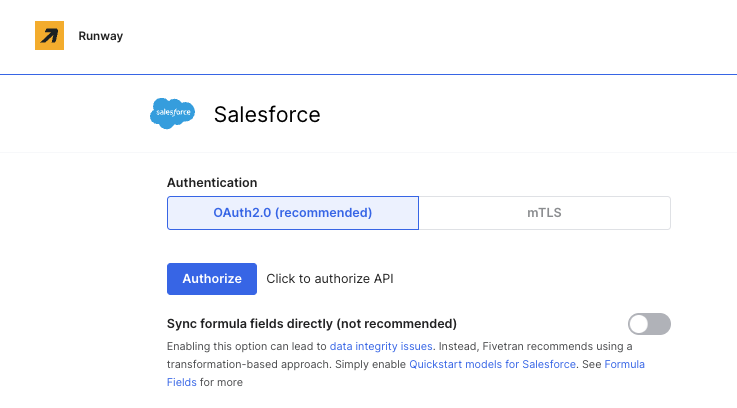 Runway
salesforce
Salesforce
Authentication
OAuth2.0 (recommended)
mTLS
Authorize
Click to authorize API
Sync formula fields directly (not recommended)
Enabling this option can lead to data integrity issues. Instead, Fivetran recommends using a
transformation-based approach. Simply enable Quickstart models for Salesforce. See Formula
Fields for more